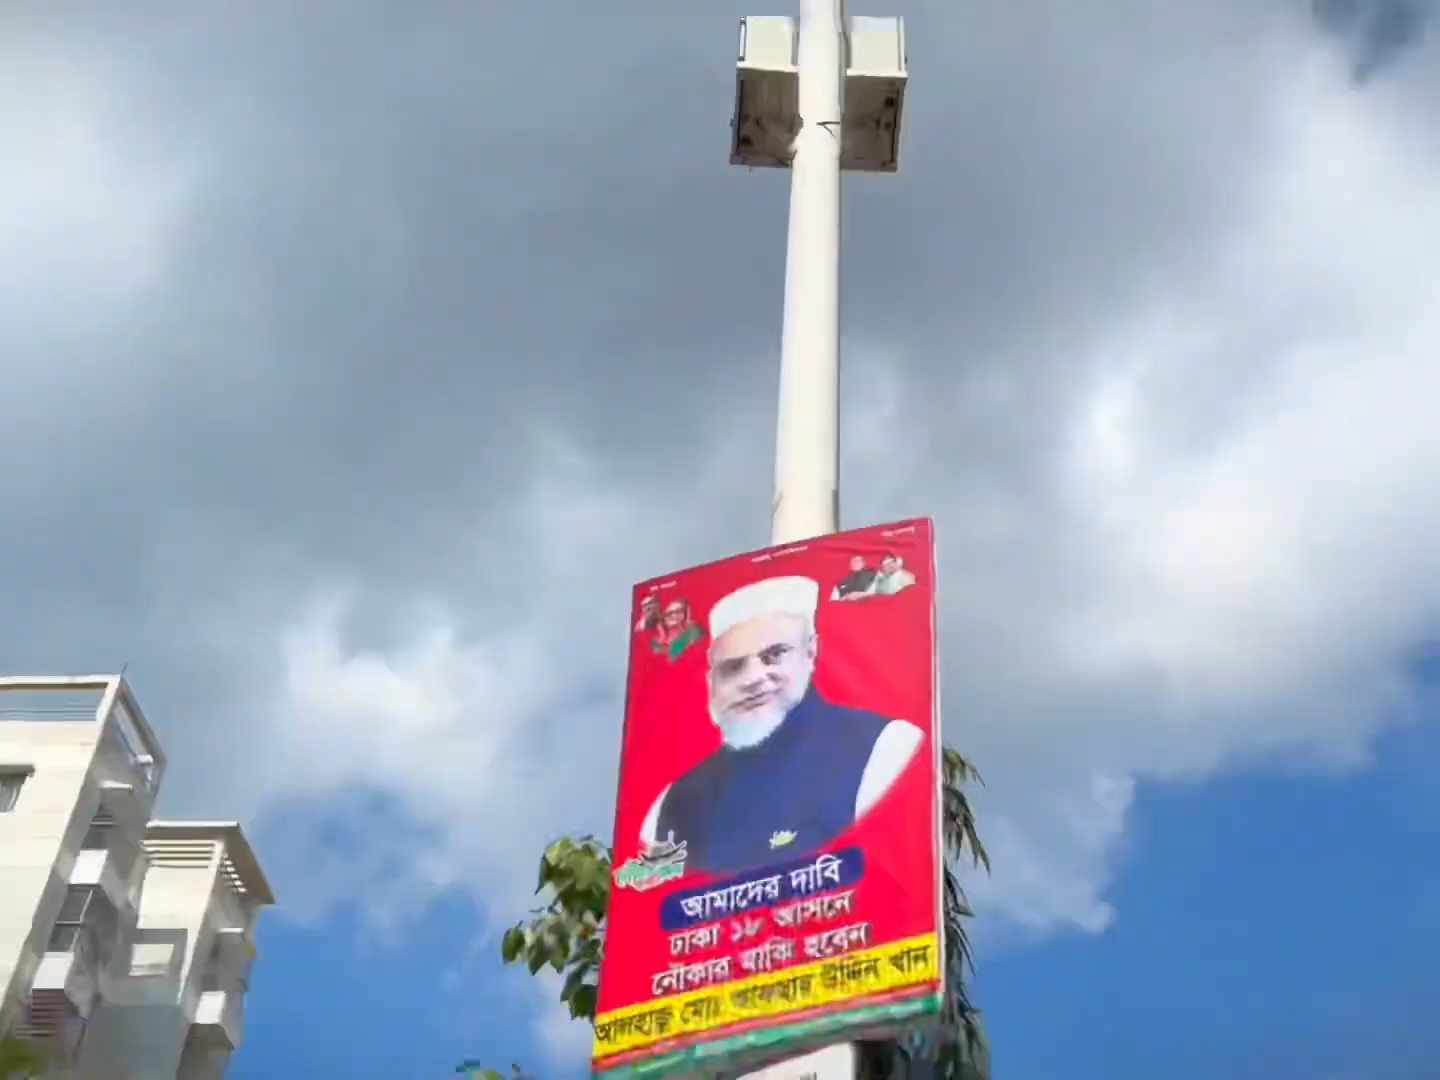 আমাদের দাবি
ঢাকা ১৮ আসনে
নৌকার মাঝি হবেন
আলহাজ্ব মোঃ আফছার উদ্দিন খান